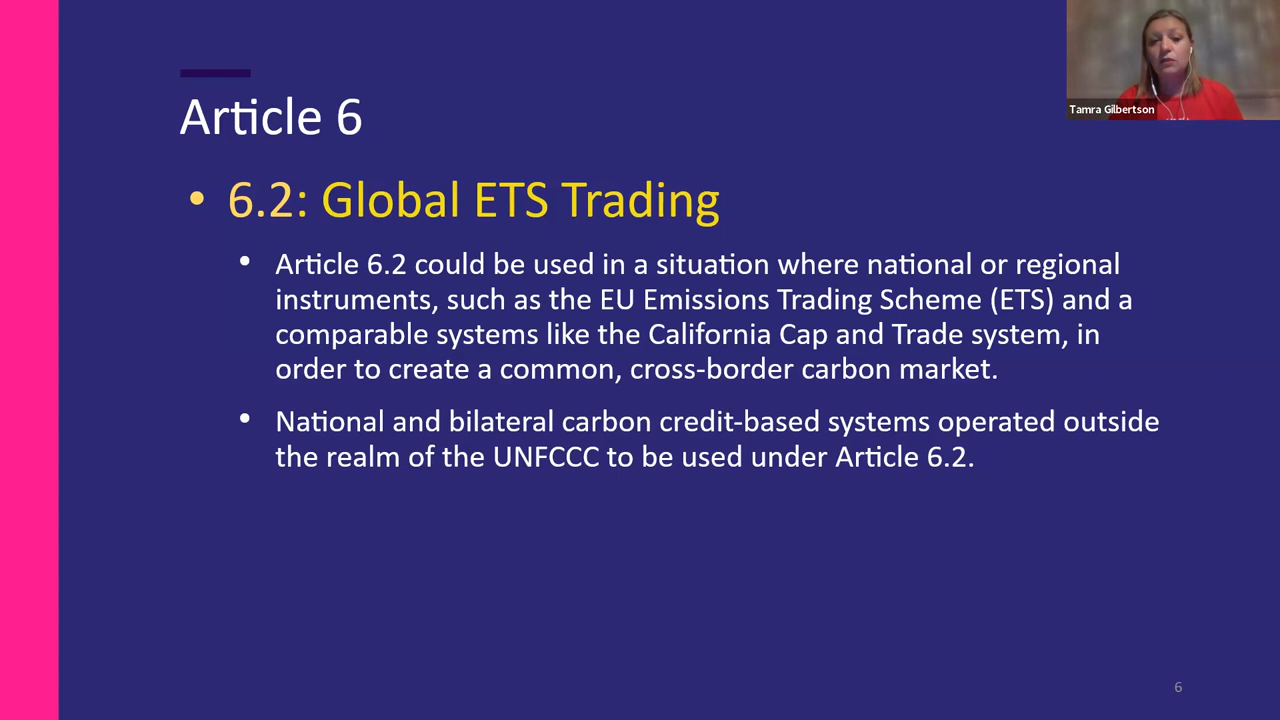 Tamra Gilbertson
Article 6
• 6.2: Global ETS Trading
• Article 6.2 could be used in a situation where national or regional
instruments, such as the EU Emissions Trading Scheme (ETS) and a
comparable systems like the California Cap and Trade system, in
order to create a common, cross-border carbon market.
• National and bilateral carbon credit-based systems operated outside
the realm of the UNFCCC to be used under Article 6.2.
6